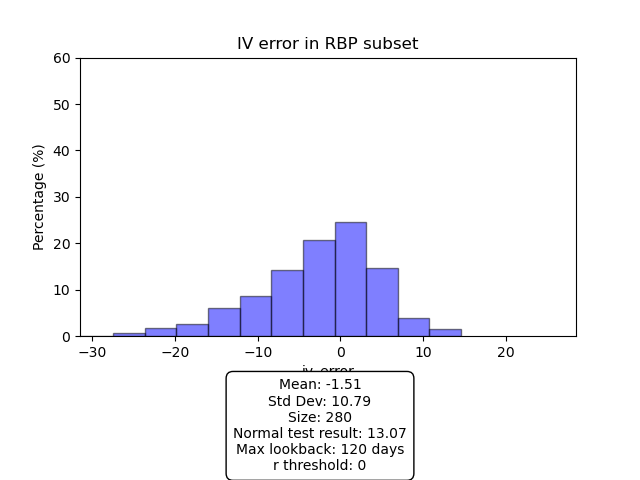 IV error in RBP subset
60
50
40
30
20
10
0
Percentage (%)
−30 −20 −10 0 10 20
iv_error
Mean: -1.51
Std Dev: 10.79
Size: 280
Normal test result: 13.07
Max lookback: 120 days
r threshold: 0